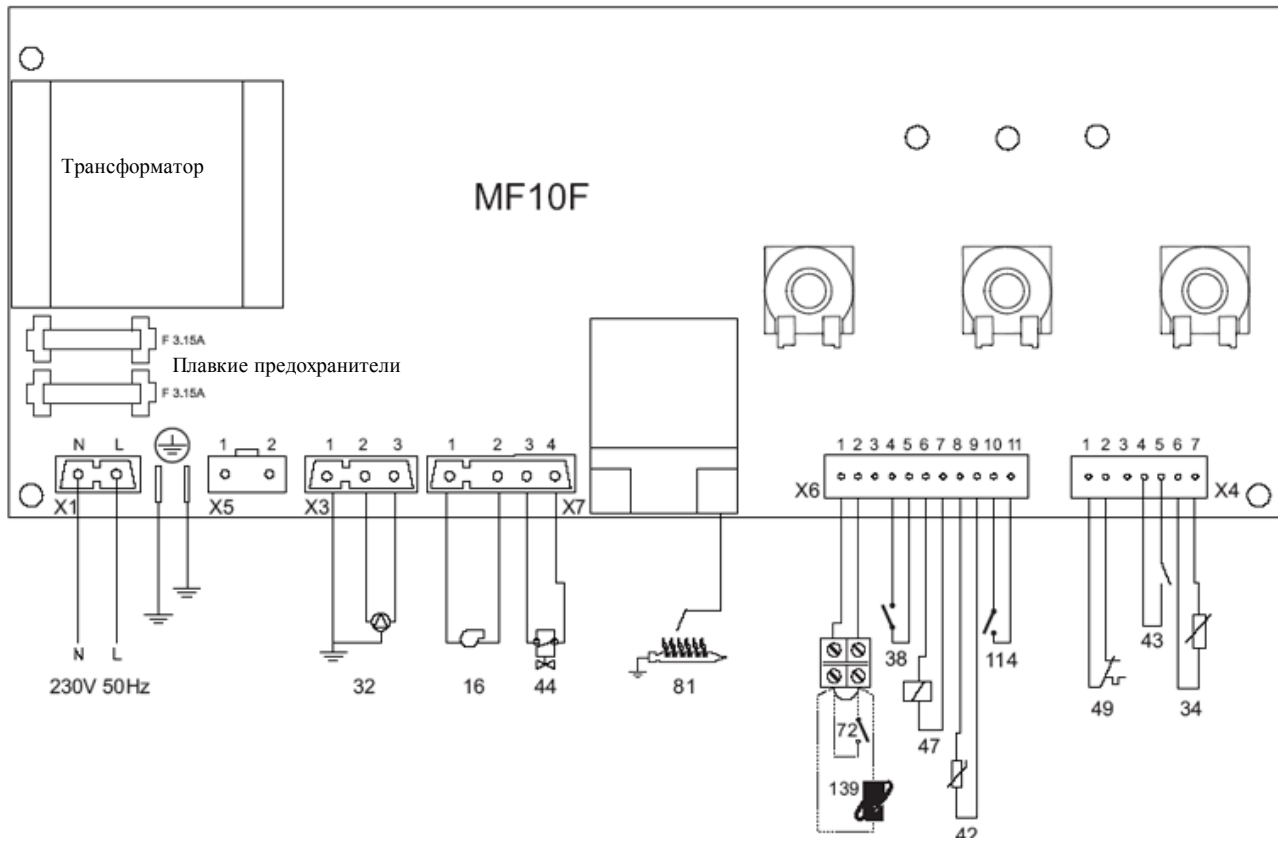 Трансформатор
MF10F
F 3.15A
Плавкие предохранители
F 3.15A
N L
1 2
1 2 3
1 2 3 4
1 2 3 4 5 6 7 8 9 10 11
1 2 3 4 5 6 7
X1
X5
X3
X7
X6
X4
N L
230V 50Hz
32
16
44
81
38
114
43
49
34
72
47
139
42